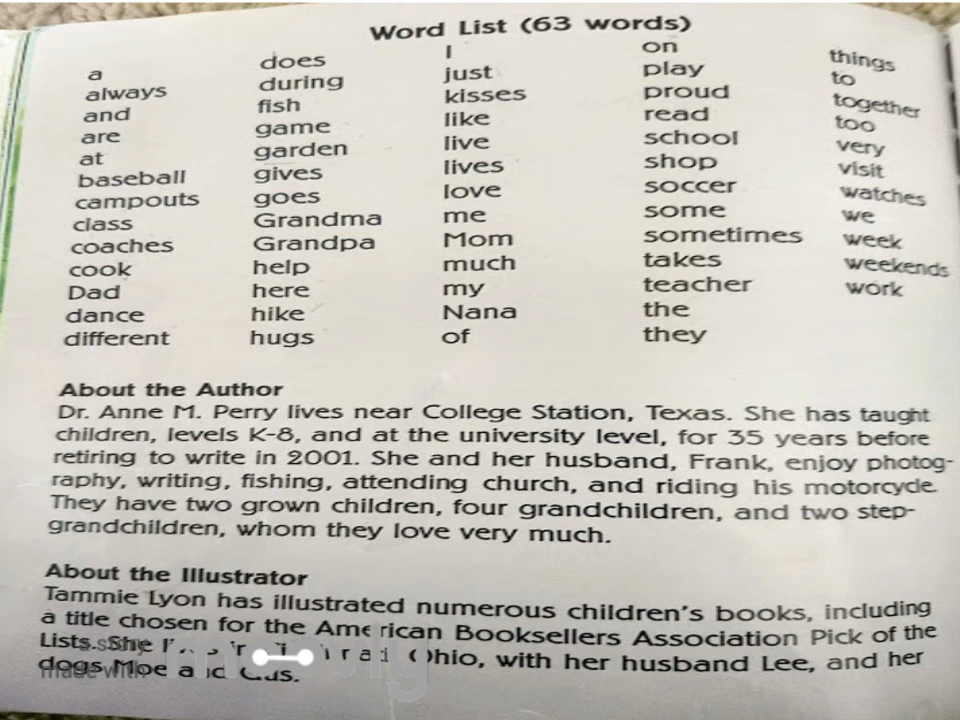 Word List (63 words)
a
always
and
are
at
baseball
campouts
class
coaches
cook
Dad
dance
different
does
during
fish
game
garden
gives
goes
Grandma
Grandpa
help
here
hike
hugs
I
just
kisses
like
live
lives
love
me
Mom
much
my
Nana
of
on
play
proud
read
school
shop
soccer
some
sometimes
takes
teacher
the
they
things
to
together
too
very
visit
watches
we
week
weekends
work
About the Author
Dr. Anne M. Perry lives near College Station, Texas. She has taught
children, levels K-8, and at the university level, for 35 years before
retiring to write in 2001. She and her husband, Frank, enjoy photog-
raphy, writing, fishing, attending church, and riding his motorcycle.
They have two grown children, four grandchildren, and two step-
grandchildren, whom they love very much.
About the Illustrator
Tammie Lyon has illustrated numerous children's books, including
a title chosen for the American Booksellers Association Pick of the
Lists. She Ohio, with her husband Lee, and her
dogs Moe and Gus.
made with